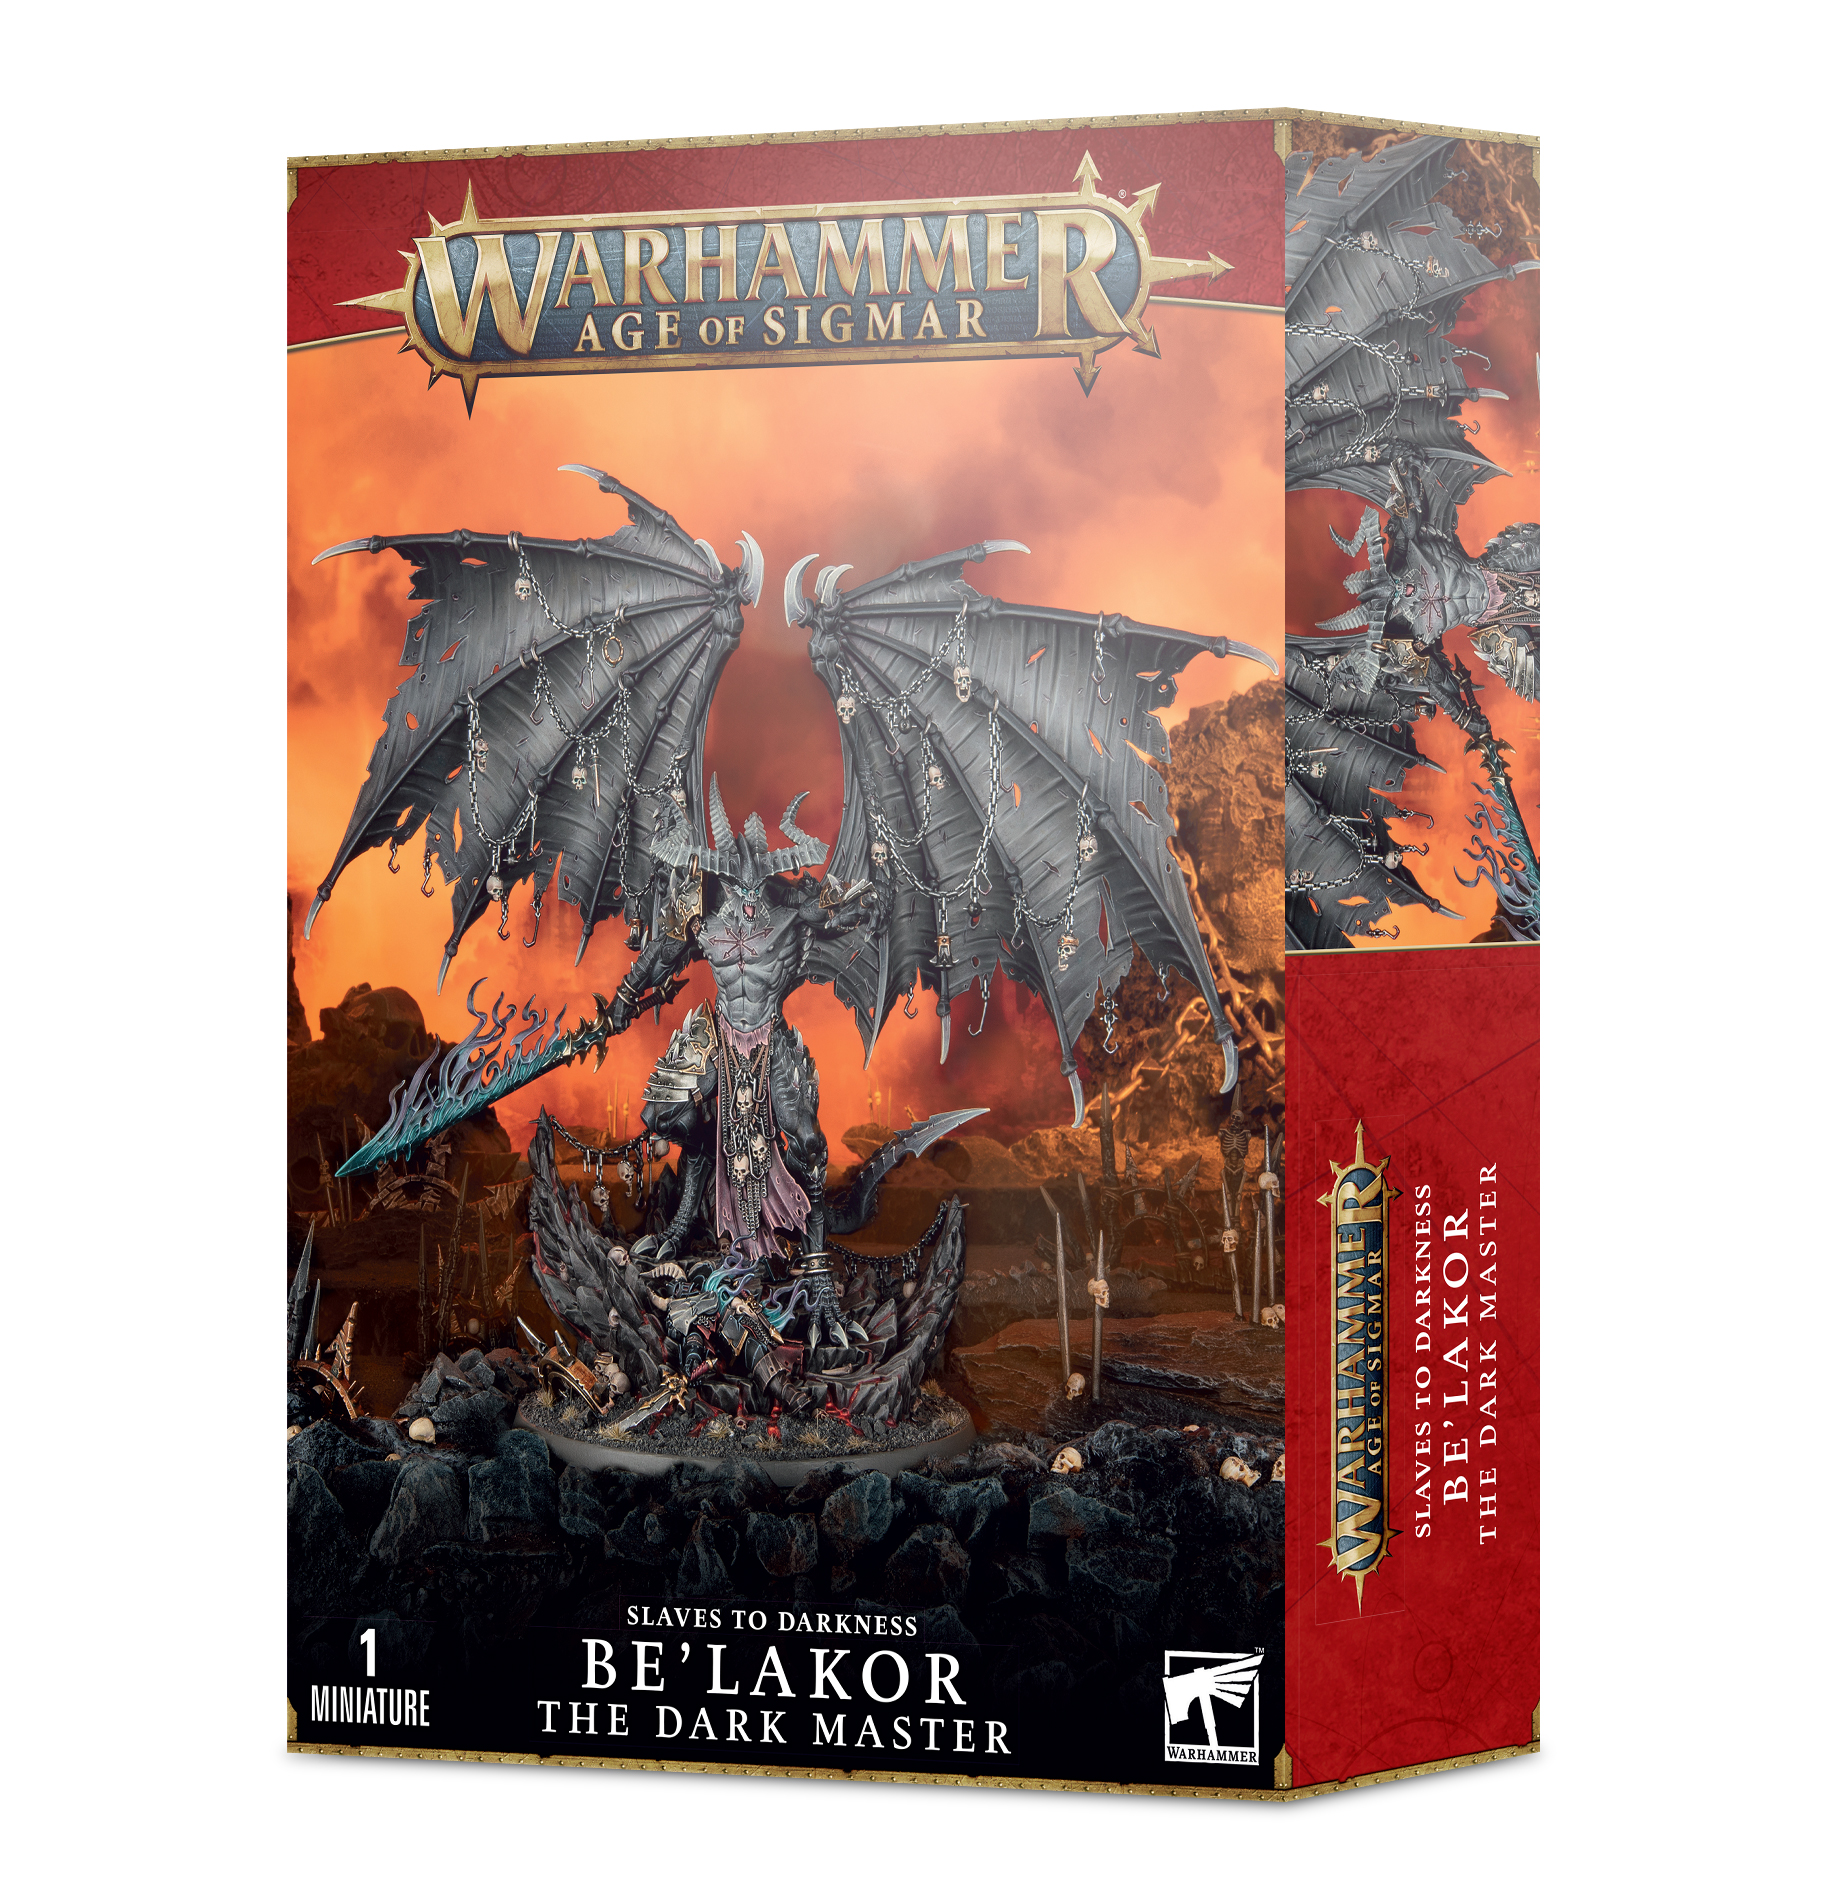 WARHAMMER
®
AGE OF SIGMAR
SLAVES TO DARKNESS
BE'LAKOR
THE DARK MASTER
1
MINIATURE
WARHAMMER
™
WARHAMMER
AGE OF SIGMAR
SLAVES TO DARKNESS
BE'LAKOR
THE DARK MASTER